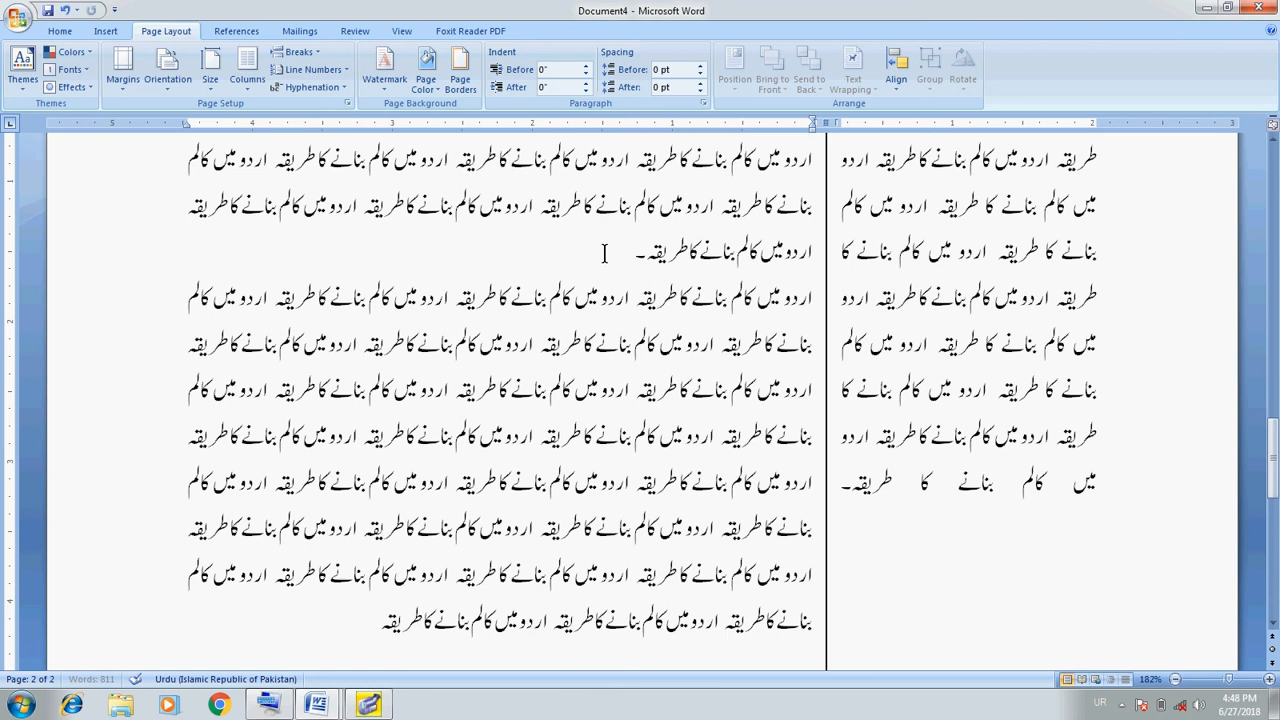 Document4 - Microsoft Word
Home Insert Page Layout References Mailings Review View Foxit Reader PDF
Themes
Colors
Fonts
Effects
Themes
Margins
Orientation
Size
Columns
Breaks
Line Numbers
Hyphenation
Page Setup
Watermark
Page Color
Page Borders
Page Background
Indent
Before 0"
After 0"
Spacing
Before: 0 pt
After: 0 pt
Paragraph
Position
Bring to Front
Send to Back
Text Wrapping
Align
Group
Rotate
Arrange
5 4 3 2 1 1 2 3
طریقہ اردو میں کالم بنانے کا طریقہ اردو
میں کالم بنانے کا طریقہ اردو میں کالم
بنانے کا طریقہ اردو میں کالم بنانے کا
طریقہ اردو میں کالم بنانے کا طریقہ اردو
میں کالم بنانے کا طریقہ اردو میں کالم
بنانے کا طریقہ اردو میں کالم بنانے کا
طریقہ اردو میں کالم بنانے کا طریقہ اردو
میں کالم بنانے کا طریقہ۔
اردو میں کالم بنانے کا طریقہ اردو میں کالم بنانے کا طریقہ اردو میں کالم بنانے کا طریقہ اردو میں کالم
بنانے کا طریقہ اردو میں کالم بنانے کا طریقہ اردو میں کالم بنانے کا طریقہ اردو میں کالم بنانے کا طریقہ
اردو میں کالم بنانے کا طریقہ۔
اردو میں کالم بنانے کا طریقہ اردو میں کالم بنانے کا طریقہ اردو میں کالم بنانے کا طریقہ اردو میں کالم
بنانے کا طریقہ اردو میں کالم بنانے کا طریقہ اردو میں کالم بنانے کا طریقہ اردو میں کالم بنانے کا طریقہ
اردو میں کالم بنانے کا طریقہ اردو میں کالم بنانے کا طریقہ اردو میں کالم بنانے کا طریقہ اردو میں کالم
بنانے کا طریقہ اردو میں کالم بنانے کا طریقہ اردو میں کالم بنانے کا طریقہ اردو میں کالم بنانے کا طریقہ
اردو میں کالم بنانے کا طریقہ اردو میں کالم بنانے کا طریقہ اردو میں کالم بنانے کا طریقہ اردو میں کالم
بنانے کا طریقہ اردو میں کالم بنانے کا طریقہ اردو میں کالم بنانے کا طریقہ اردو میں کالم بنانے کا طریقہ
اردو میں کالم بنانے کا طریقہ اردو میں کالم بنانے کا طریقہ اردو میں کالم بنانے کا طریقہ اردو میں کالم
بنانے کا طریقہ اردو میں کالم بنانے کا طریقہ اردو میں کالم بنانے کا طریقہ
Page: 2 of 2 Words: 811 Urdu (Islamic Republic of Pakistan) 182%
UR 4:48 PM
6/27/2018